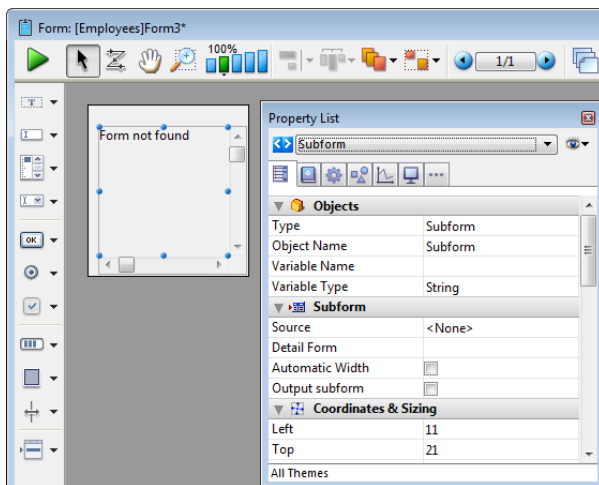 Form: [Employees]Form3*
100%
1/1
T
I
I
OK
Form not found
Property List
Subform
Objects
Type Subform
Object Name Subform
Variable Name
Variable Type String
Subform
Source <None>
Detail Form
Automatic Width
Output subform
Coordinates & Sizing
Left 11
Top 21
All Themes